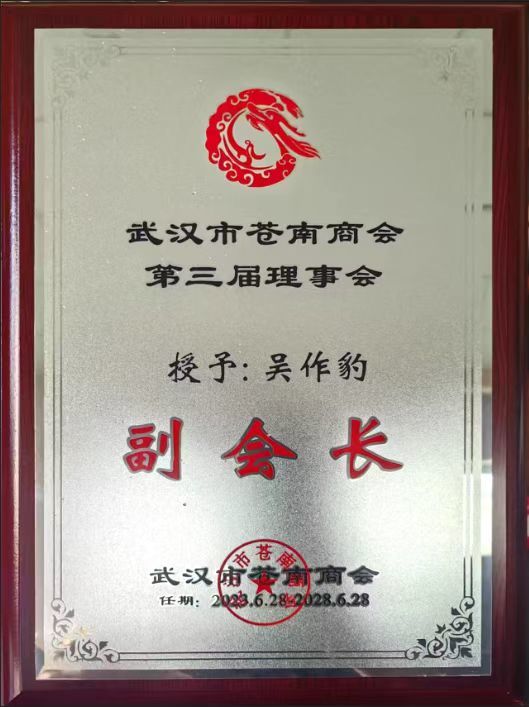 武汉市苍南商会
第三届理事会
授予：吴作豹
副会长
武汉市苍南商会
任期：2023.6.28-2028.6.28